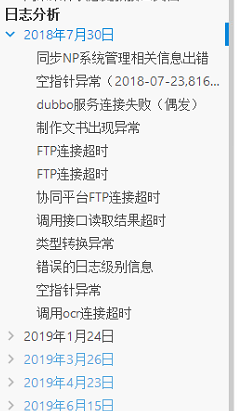 日志分析
2018年7月30日
同步NP系统管理相关信息出错
空指针异常（2018-07-23,816...
dubbo服务连接失败（偶发）
制作文书出现异常
FTP连接超时
FTP连接超时
协同平台FTP连接超时
调用接口读取结果超时
类型转换异常
错误的日志级别信息
空指针异常
调用ocr连接超时
2019年1月24日
2019年3月26日
2019年4月23日
2019年6月15日